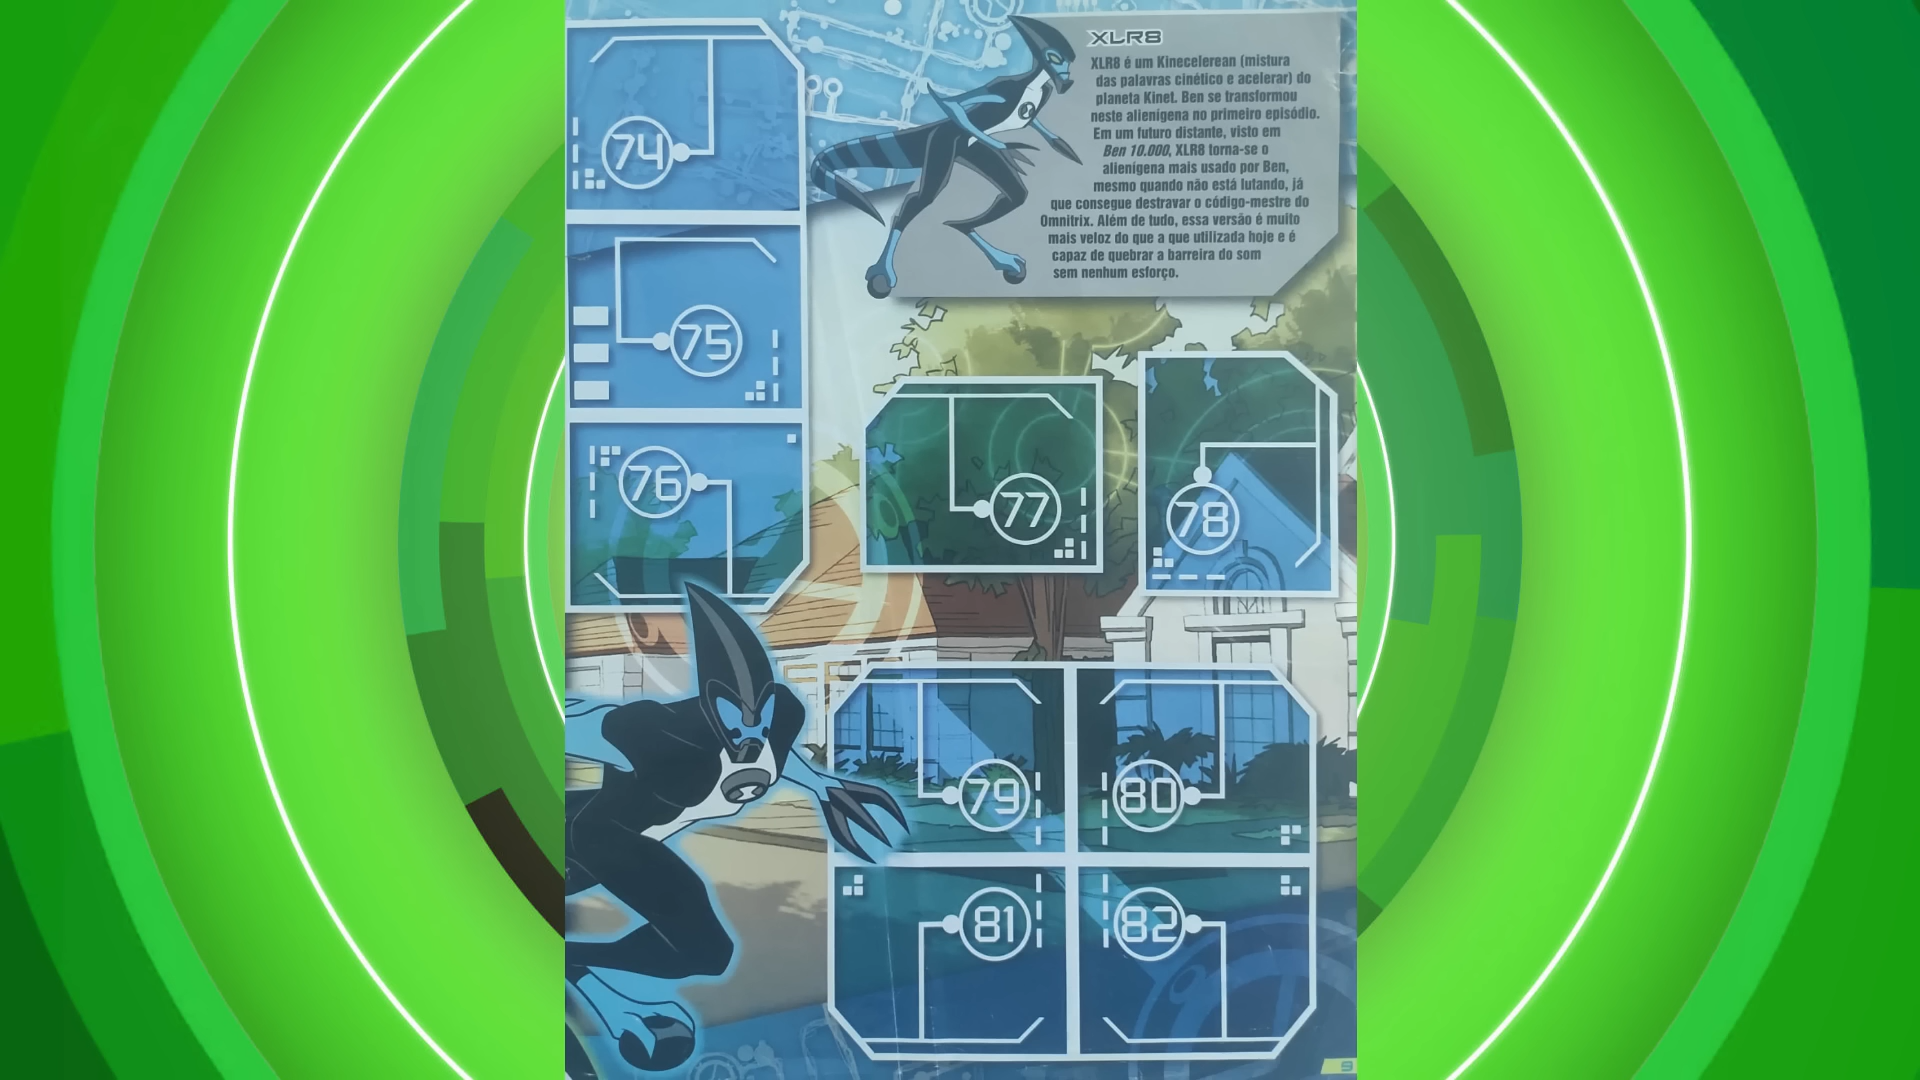 XLR8
XLR8 é um Kinecelerean (mistura
das palavras cinético e acelerar) do
planeta Kinet. Ben se transformou
neste alienígena no primeiro episódio.
Em um futuro distante, visto em
Ben 10.000, XLR8 torna-se o
alienígena mais usado por Ben,
mesmo quando não está lutando, já
que consegue destravar o código-mestre do
Omnitrix. Além de tudo, essa versão é muito
mais veloz do que a que utilizada hoje e é
capaz de quebrar a barreira do som
sem nenhum esforço.
74
75
76
77
78
79
80
81
82
9